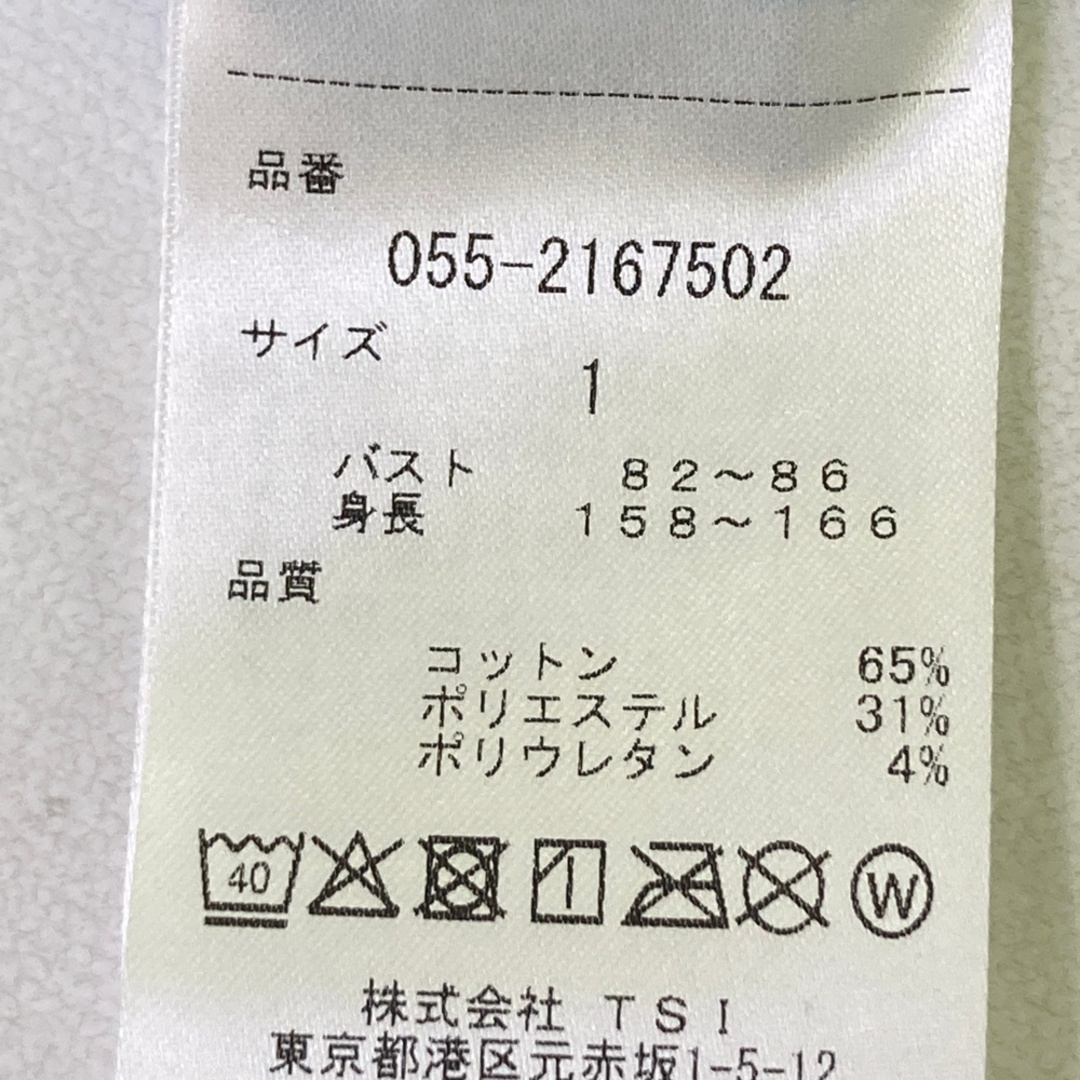 品番
055-2167502
サイズ
1
バスト 82～86
身長 158～166
品質
コットン 65%
ポリエステル 31%
ポリウレタン 4%
40 W
株式会社 TSI
東京都港区元赤坂1-5-12